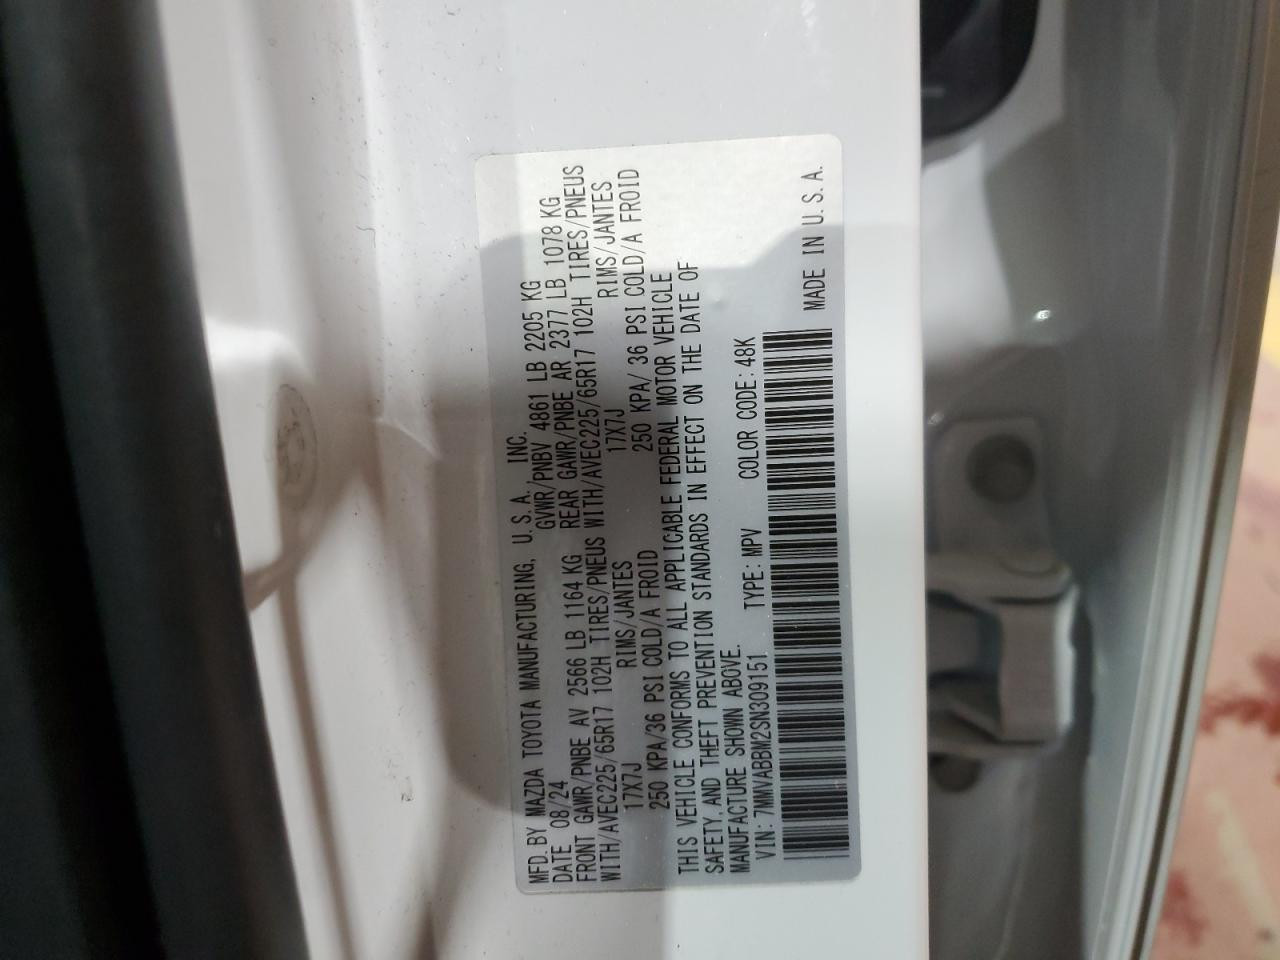 MFD. BY MAZDA TOYOTA MANUFACTURING, U.S.A. INC.
DATE 08/24 GVWR/PNBV 4861 LB 2205 KG
FRONT GAWR/PNBE AV 2566 LB 1164 KG REAR GAWR/PNBE AR 2377 LB 1078 KG
WITH/AVEC225/65R17 102H TIRES/PNEUS WITH/AVEC225/65R17 102H TIRES/PNEUS
17X7J RIMS/JANTES 17X7J RIMS/JANTES
250 KPA/36 PSI COLD/A FROID 250 KPA/ 36 PSI COLD/A FROID
THIS VEHICLE CONFORMS TO ALL APPLICABLE FEDERAL MOTOR VEHICLE
SAFETY, AND THEFT PREVENTION STANDARDS IN EFFECT ON THE DATE OF
MANUFACTURE SHOWN ABOVE.
VIN: 7MMVABBM2SN309151 TYPE: MPV COLOR CODE: 48K
MADE IN U.S.A.